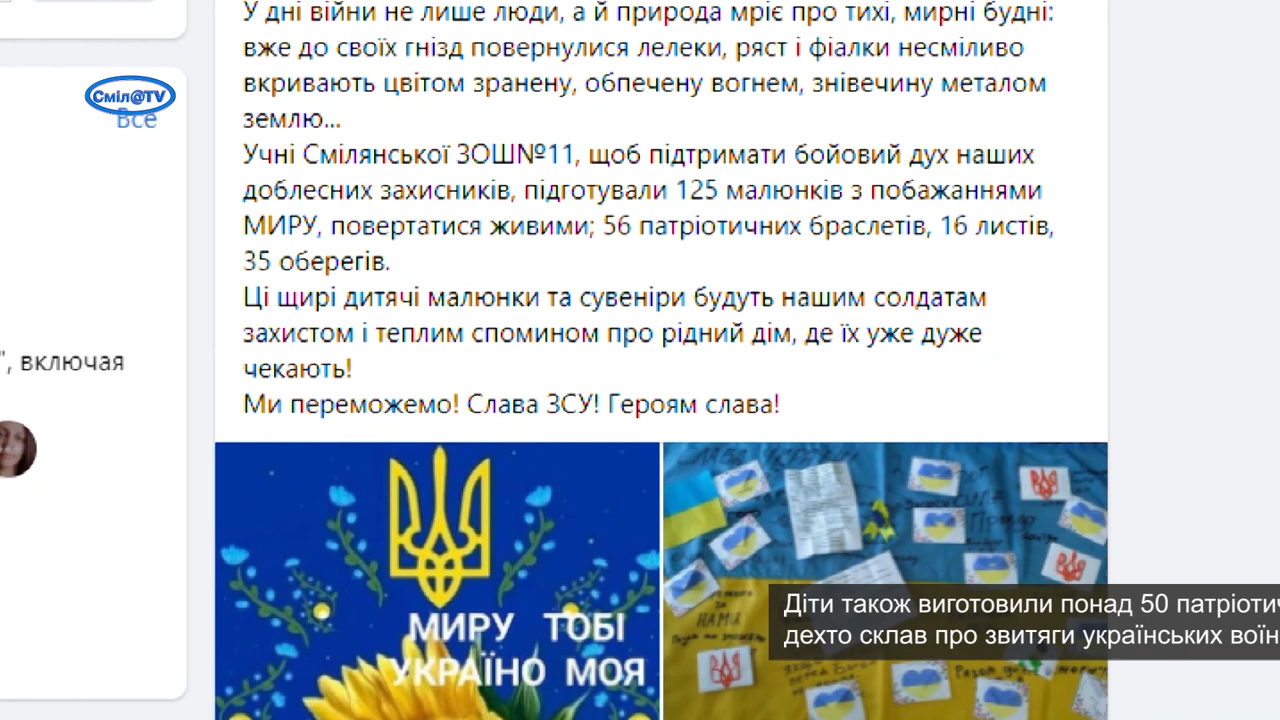 У дні війни не лише люди, а й природа мріє про тихі, мирні будні:
вже до своїх гнізд повернулися лелеки, ряст і фіалки несміливо
вкривають цвітом зранену, обпечену вогнем, знівечину металом
землю...
Учні Смілянської ЗОШ№11, щоб підтримати бойовий дух наших
доблесних захисників, підготували 125 малюнків з побажаннями
МИРУ, повертатися живими; 56 патріотичних браслетів, 16 листів,
35 оберегів.
Ці щирі дитячі малюнки та сувеніри будуть нашим солдатам
захистом і теплим спомином про рідний дім, де їх уже дуже
чекають!
Ми переможемо! Слава ЗСУ! Героям слава!
Сміл@TV
Все
", включая
МИРУ ТОБІ
УКРАЇНО МОЯ
НАМИ
Діти також виготовили понад 50 патріотич
дехто склав про звитяги українських воїн